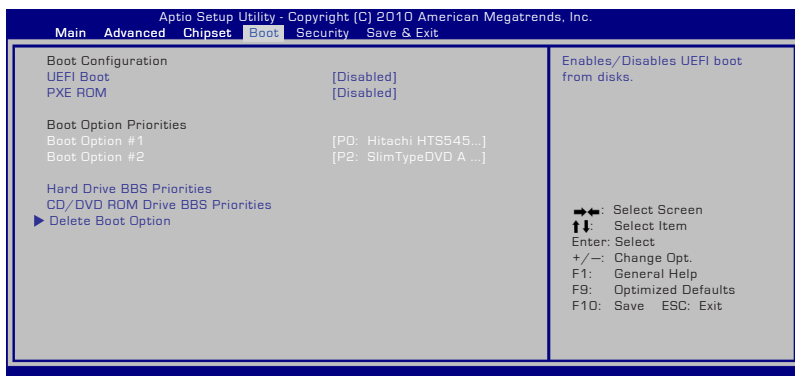 Aptio Setup Utility - Copyright (C) 2010 American Megatrends, Inc.
Main Advanced Chipset Boot Security Save & Exit
Boot Configuration
UEFI Boot [Disabled]
PXE ROM [Disabled]
Boot Option Priorities
Boot Option #1 [P0: Hitachi HTS545...]
Boot Option #2 [P2: SlimTypeDVD A ...]
Hard Drive BBS Priorities
CD/DVD ROM Drive BBS Priorities
Delete Boot Option
Enables/Disables UEFI boot
from disks.
→←: Select Screen
↑↓: Select Item
Enter: Select
+/—: Change Opt.
F1: General Help
F9: Optimized Defaults
F10: Save ESC: Exit